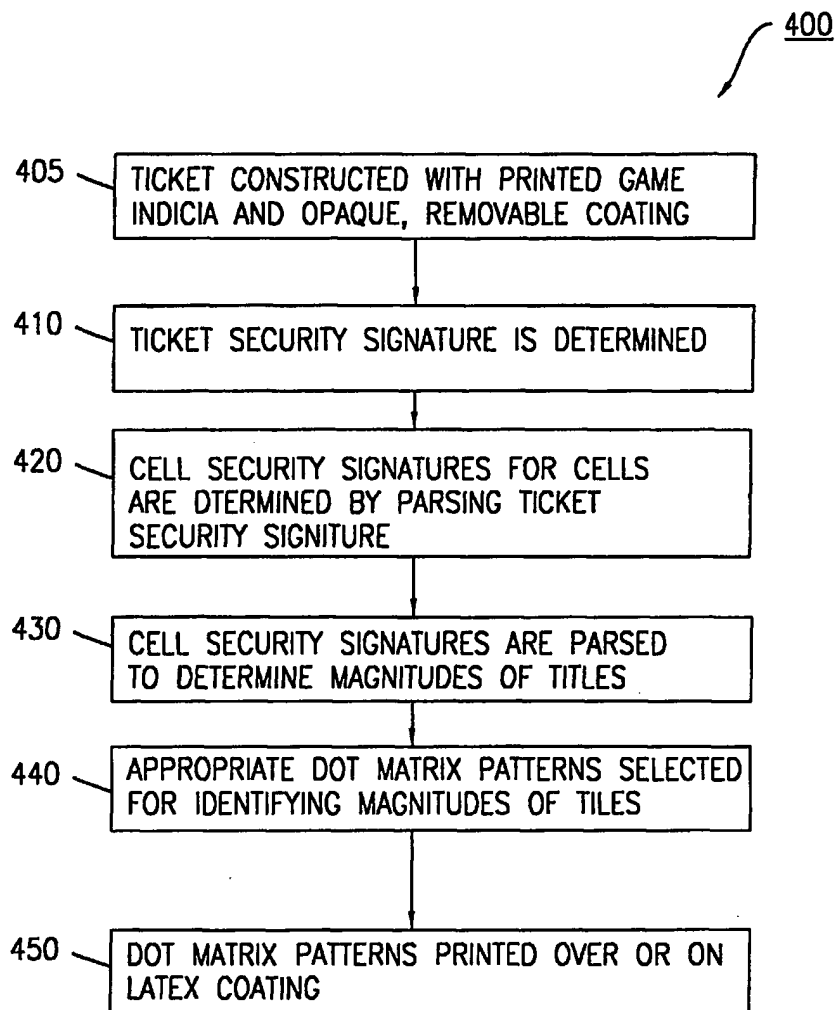 400
405
TICKET CONSTRUCTED WITH PRINTED GAME
INDICIA AND OPAQUE, REMOVABLE COATING
410
TICKET SECURITY SIGNATURE IS DETERMINED
420
CELL SECURITY SIGNATURES FOR CELLS
ARE DTERMINED BY PARSING TICKET
SECURITY SIGNITURE
430
CELL SECURITY SIGNATURES ARE PARSED
TO DETERMINE MAGNITUDES OF TITLES
440
APPROPRIATE DOT MATRIX PATTERNS SELECTED
FOR IDENTIFYING MAGNITUDES OF TILES
450
DOT MATRIX PATTERNS PRINTED OVER OR ON
LATEX COATING